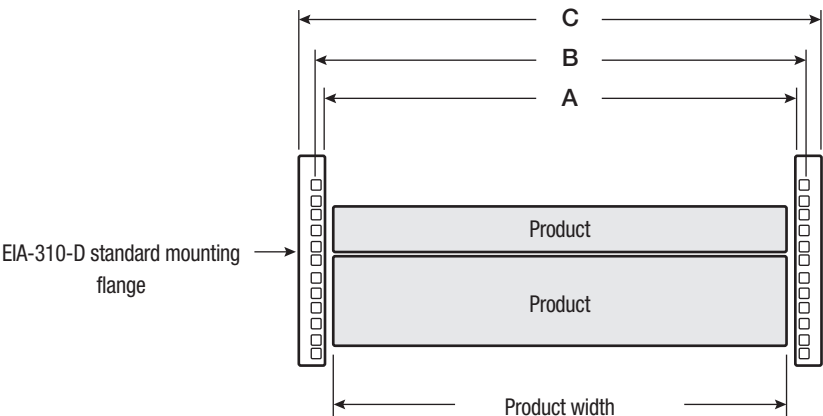 C
B
A
Product
EIA-310-D standard mounting
flange
Product
Product width